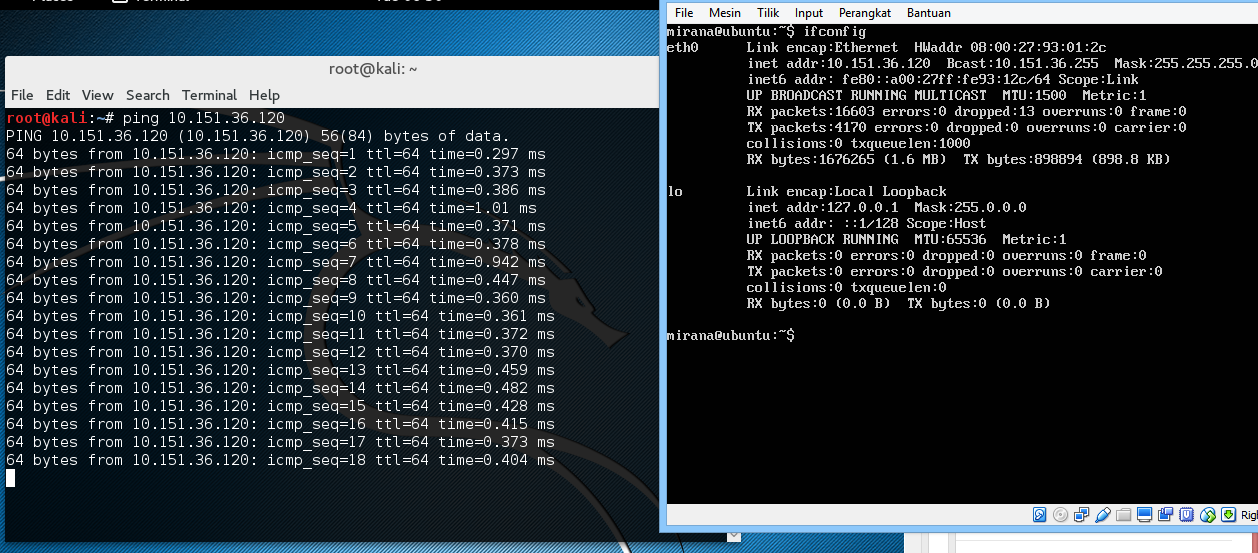 root@kali: ~
File Edit View Search Terminal Help
root@kali:~# ping 10.151.36.120
PING 10.151.36.120 (10.151.36.120) 56(84) bytes of data.
64 bytes from 10.151.36.120: icmp_seq=1 ttl=64 time=0.297 ms
64 bytes from 10.151.36.120: icmp_seq=2 ttl=64 time=0.373 ms
64 bytes from 10.151.36.120: icmp_seq=3 ttl=64 time=0.386 ms
64 bytes from 10.151.36.120: icmp_seq=4 ttl=64 time=1.01 ms
64 bytes from 10.151.36.120: icmp_seq=5 ttl=64 time=0.371 ms
64 bytes from 10.151.36.120: icmp_seq=6 ttl=64 time=0.378 ms
64 bytes from 10.151.36.120: icmp_seq=7 ttl=64 time=0.942 ms
64 bytes from 10.151.36.120: icmp_seq=8 ttl=64 time=0.447 ms
64 bytes from 10.151.36.120: icmp_seq=9 ttl=64 time=0.360 ms
64 bytes from 10.151.36.120: icmp_seq=10 ttl=64 time=0.361 ms
64 bytes from 10.151.36.120: icmp_seq=11 ttl=64 time=0.372 ms
64 bytes from 10.151.36.120: icmp_seq=12 ttl=64 time=0.370 ms
64 bytes from 10.151.36.120: icmp_seq=13 ttl=64 time=0.459 ms
64 bytes from 10.151.36.120: icmp_seq=14 ttl=64 time=0.482 ms
64 bytes from 10.151.36.120: icmp_seq=15 ttl=64 time=0.428 ms
64 bytes from 10.151.36.120: icmp_seq=16 ttl=64 time=0.415 ms
64 bytes from 10.151.36.120: icmp_seq=17 ttl=64 time=0.373 ms
64 bytes from 10.151.36.120: icmp_seq=18 ttl=64 time=0.404 ms
File Mesin Tilik Input Perangkat Bantuan
mirana@ubuntu:~$ ifconfig
eth0 Link encap:Ethernet HWaddr 08:00:27:93:01:2c
inet addr:10.151.36.120 Bcast:10.151.36.255 Mask:255.255.255.0
inet6 addr: fe80::a00:27ff:fe93:12c/64 Scope:Link
UP BROADCAST RUNNING MULTICAST MTU:1500 Metric:1
RX packets:16603 errors:0 dropped:13 overruns:0 frame:0
TX packets:4170 errors:0 dropped:0 overruns:0 carrier:0
collisions:0 txqueuelen:1000
RX bytes:1676265 (1.6 MB) TX bytes:898894 (898.8 KB)
lo Link encap:Local Loopback
inet addr:127.0.0.1 Mask:255.0.0.0
inet6 addr: ::1/128 Scope:Host
UP LOOPBACK RUNNING MTU:65536 Metric:1
RX packets:0 errors:0 dropped:0 overruns:0 frame:0
TX packets:0 errors:0 dropped:0 overruns:0 carrier:0
collisions:0 txqueuelen:0
RX bytes:0 (0.0 B) TX bytes:0 (0.0 B)
mirana@ubuntu:~$